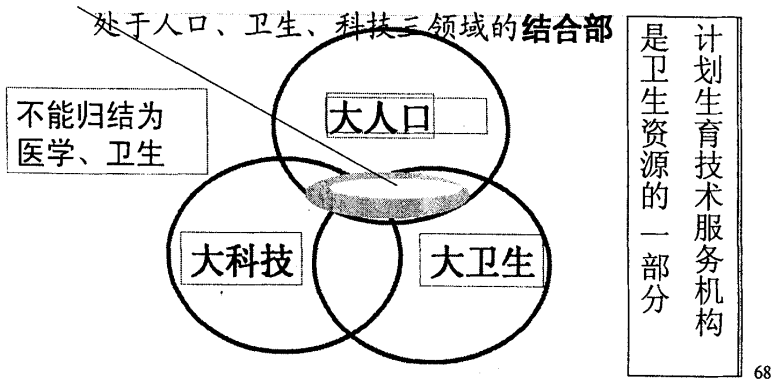 处于人口、卫生、科技三领域的结合部
不能归结为
医学、卫生
大人口
大科技
大卫生
计划生育技术服务机构
是卫生资源的一部分
68